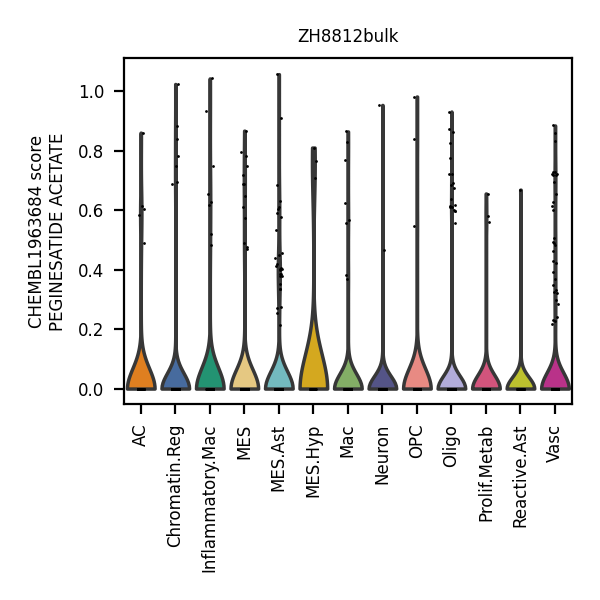 ZH8812bulk
CHEMBL1963684 score
PEGINESATIDE ACETATE
1.0
0.8
0.6
0.4
0.2
0.0
AC
Chromatin.Reg
Inflammatory.Mac
MES
MES.Ast
MES.Hyp
Mac
Neuron
OPC
Oligo
Prolif.Metab
Reactive.Ast
Vasc